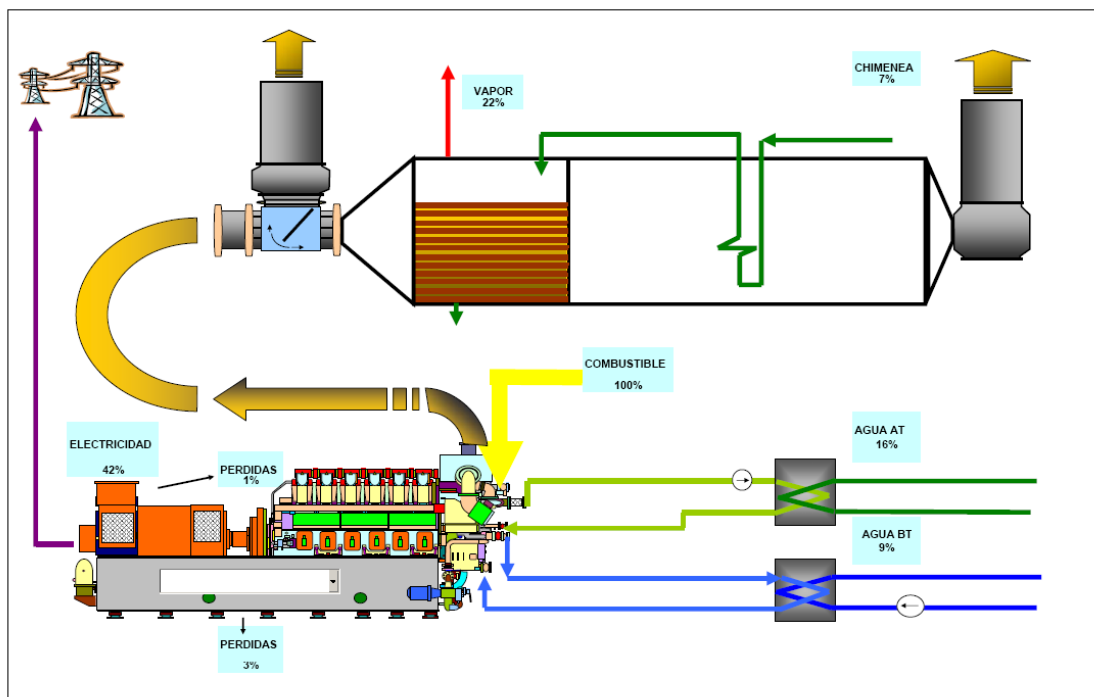 CHIMENEA
7%
VAPOR
22%
COMBUSTIBLE
100%
ELECTRICIDAD
42%
PERDIDAS
1%
AGUA AT
16%
AGUA BT
9%
PERDIDAS
3%